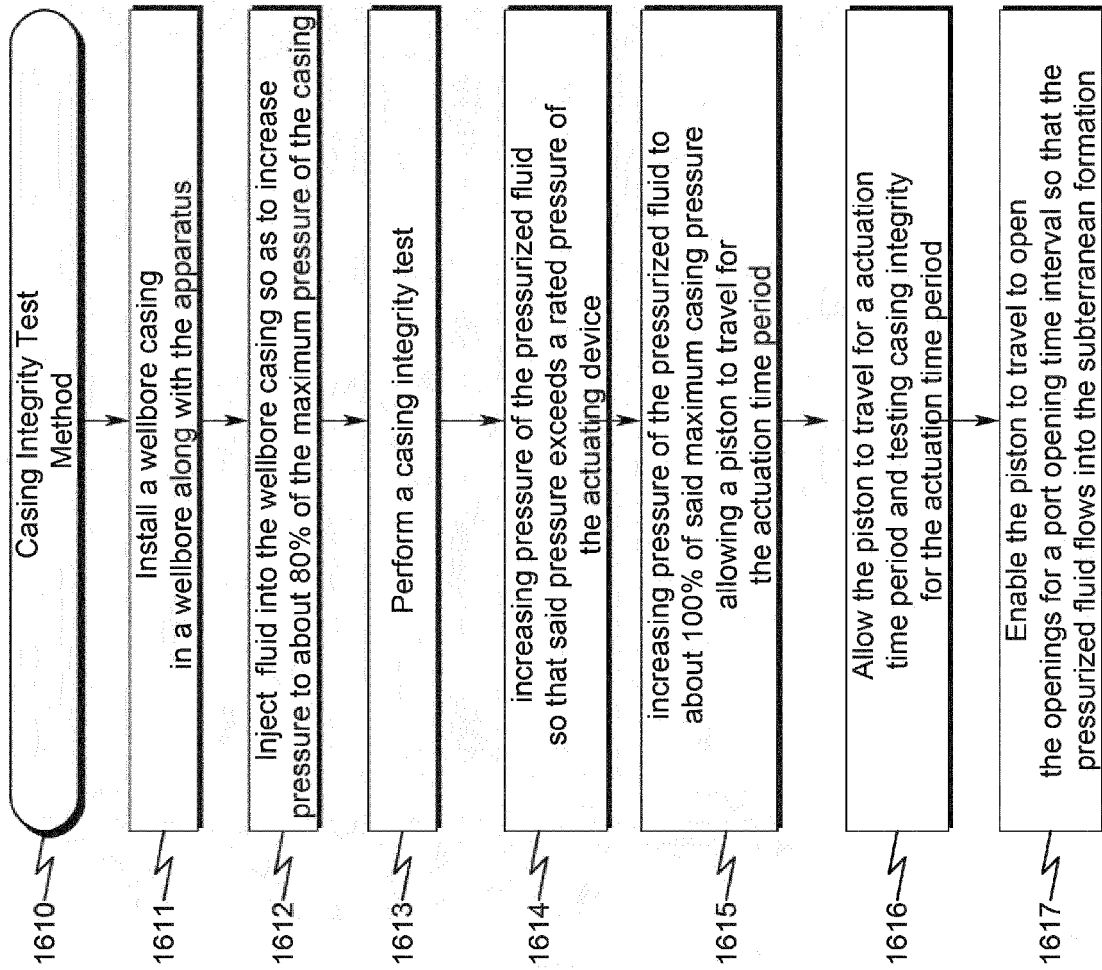 1610
Casing Integrity Test
Method
1611
Install a wellbore casing
in a wellbore along with the apparatus
1612
Inject fluid into the wellbore casing so as to increase
pressure to about 80% of the maximum pressure of the casing
1613
Perform a casing integrity test
1614
increasing pressure of the pressurized fluid
so that said pressure exceeds a rated pressure of
the actuating device
1615
increasing pressure of the pressurized fluid to
about 100% of said maximum casing pressure
allowing a piston to travel for
the actuation time period
1616
Allow the piston to travel for a actuation
time period and testing casing integrity
for the actuation time period
1617
Enable the piston to travel to open
the openings for a port opening time interval so that the
pressurized fluid flows into the subterranean formation